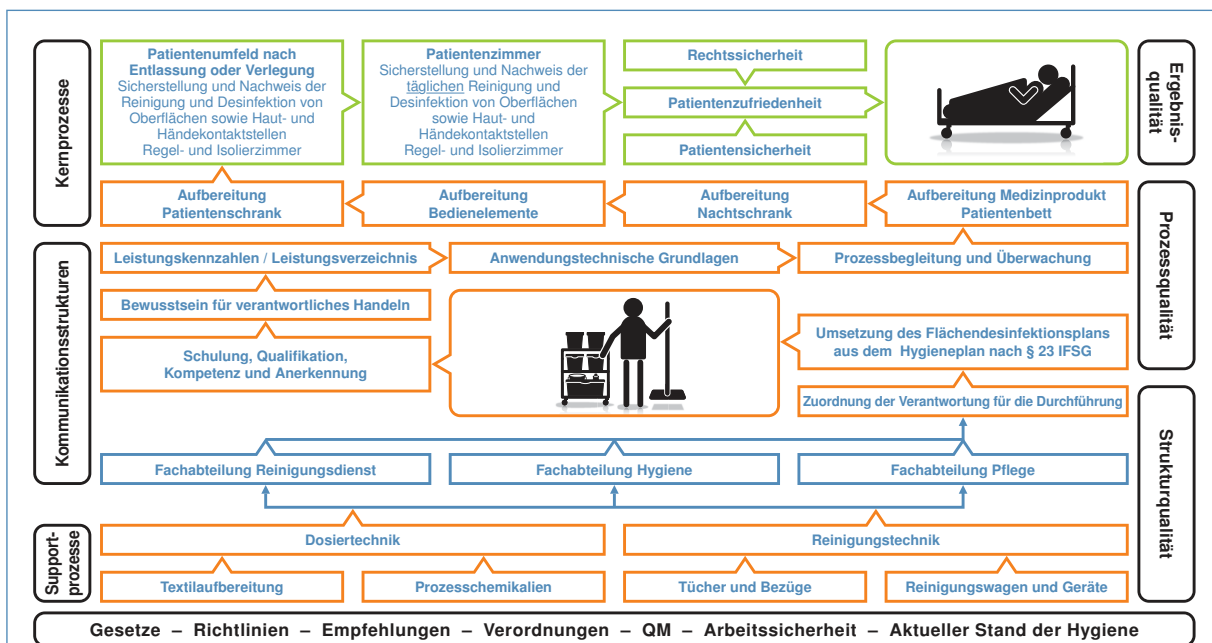 Kernprozesse
Patientenumfeld nach
Entlassung oder Verlegung
Sicherstellung und Nachweis der
Reinigung und Desinfektion von
Oberflächen sowie Haut- und
Händekontaktstellen
Regel- und Isolierzimmer
Patientenzimmer
Sicherstellung und Nachweis der
täglichen Reinigung und
Desinfektion von Oberflächen
sowie Haut- und
Händekontaktstellen
Regel- und Isolierzimmer
Rechtssicherheit
Patientenzufriedenheit
Patientensicherheit
Ergebnis-
qualität
Aufbereitung
Patientenschrank
Aufbereitung
Bedienelemente
Aufbereitung
Nachtschrank
Aufbereitung Medizinprodukt
Patientenbett
Prozessqualität
Kommunikationsstrukturen
Leistungskennzahlen / Leistungsverzeichnis
Anwendungstechnische Grundlagen
Prozessbegleitung und Überwachung
Bewusstsein für verantwortliches Handeln
Schulung, Qualifikation,
Kompetenz und Anerkennung
Umsetzung des Flächendesinfektionsplans
aus dem Hygieneplan nach § 23 IFSG
Zuordnung der Verantwortung für die Durchführung
Strukturqualität
Fachabteilung Reinigungsdienst
Fachabteilung Hygiene
Fachabteilung Pflege
Support-
prozesse
Dosiertechnik
Reinigungstechnik
Textilaufbereitung
Prozesschemikalien
Tücher und Bezüge
Reinigungswagen und Geräte
Gesetze – Richtlinien – Empfehlungen – Verordnungen – QM – Arbeitssicherheit – Aktueller Stand der Hygiene